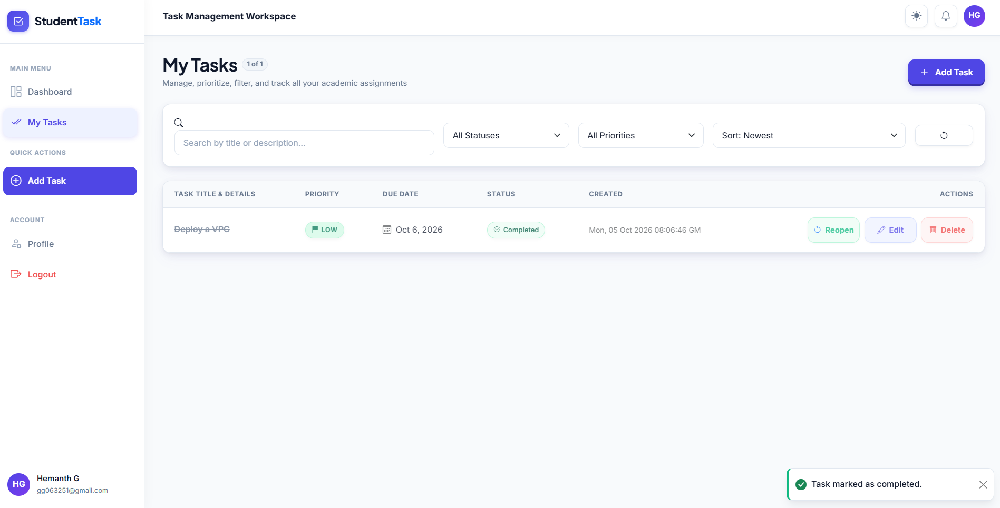 StudentTask
Task Management Workspace
HG
MAIN MENU
Dashboard
My Tasks
QUICK ACTIONS
Add Task
ACCOUNT
Profile
Logout
My Tasks 1 of 1
Manage, prioritize, filter, and track all your academic assignments
Add Task
Search by title or description...
All Statuses
All Priorities
Sort: Newest
TASK TITLE & DETAILS PRIORITY DUE DATE STATUS CREATED ACTIONS
Deploy a VPC LOW Oct 6, 2026 Completed Mon, 05 Oct 2026 08:06:46 GM Reopen Edit Delete
HG
Hemanth G
gg063251@gmail.com
Task marked as completed.